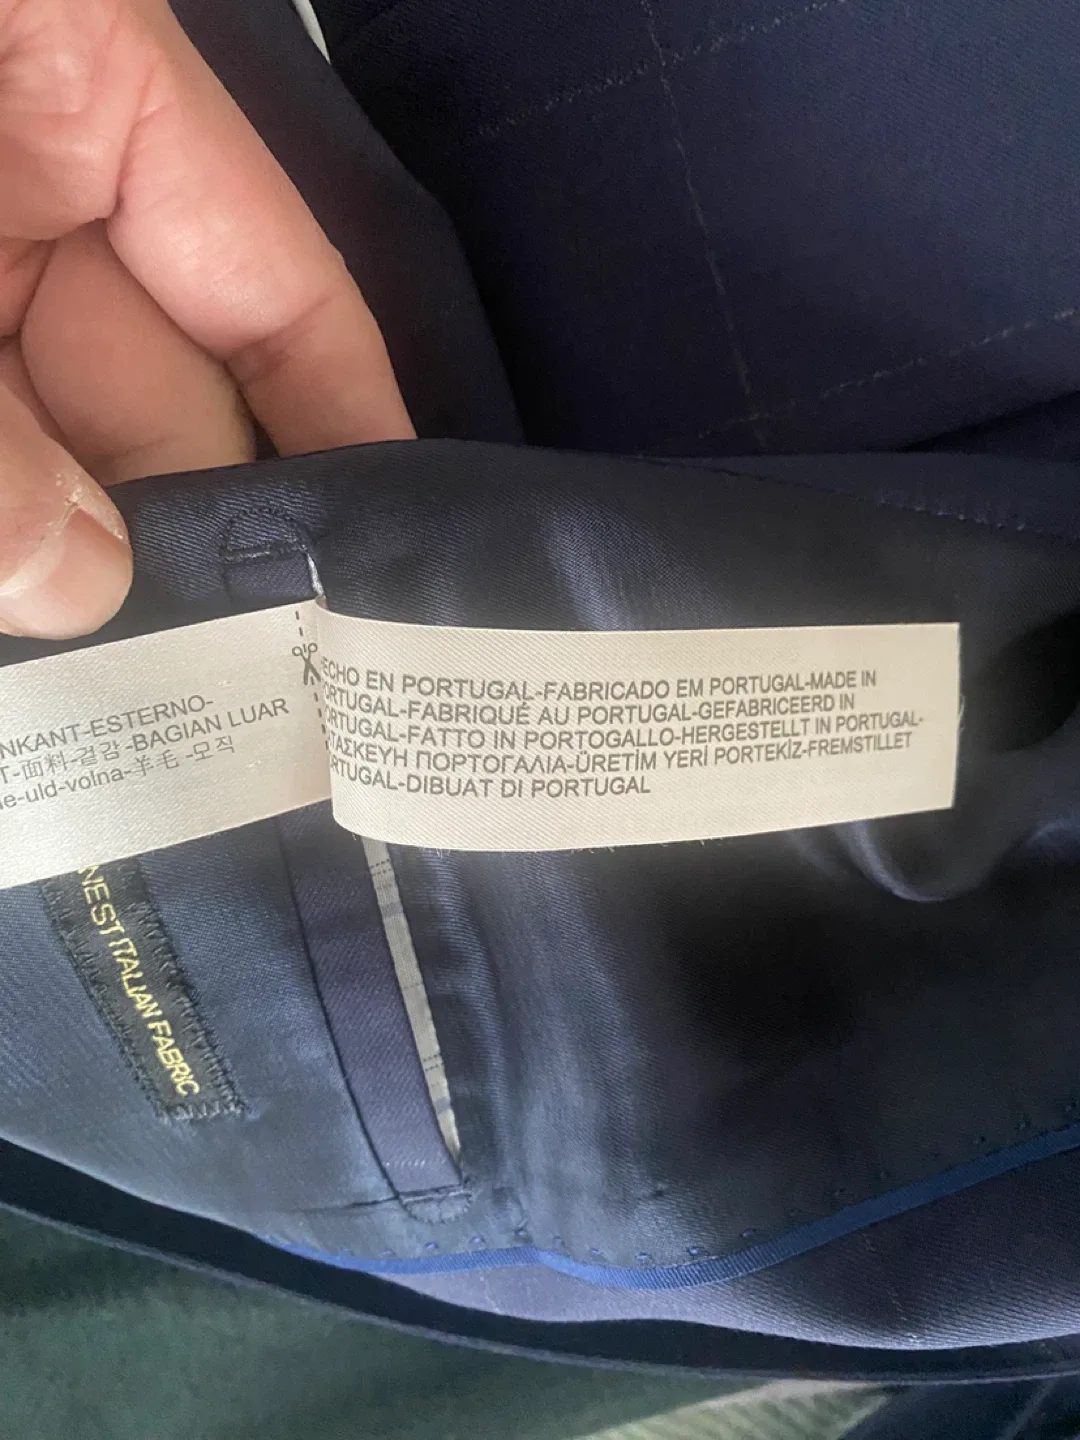 NKANT-ESTERNO-
T-面料-겉감-BAGIAN LUAR
le-uld-volna-羊毛-모직
ECHO EN PORTUGAL-FABRICADO EM PORTUGAL-MADE IN
ORTUGAL-FABRIQUÉ AU PORTUGAL-GEFABRICEERD IN
ORTUGAL-FATTO IN PORTOGALLO-HERGESTELLT IN PORTUGAL-
ΤΑΣΚΕΥΗ ΠΟΡΤΟΓΑΛΙΑ-ÜRETİM YERİ PORTEKİZ-FREMSTILLET
ORTUGAL-DIBUAT DI PORTUGAL
NEST ITALIAN FABRIC